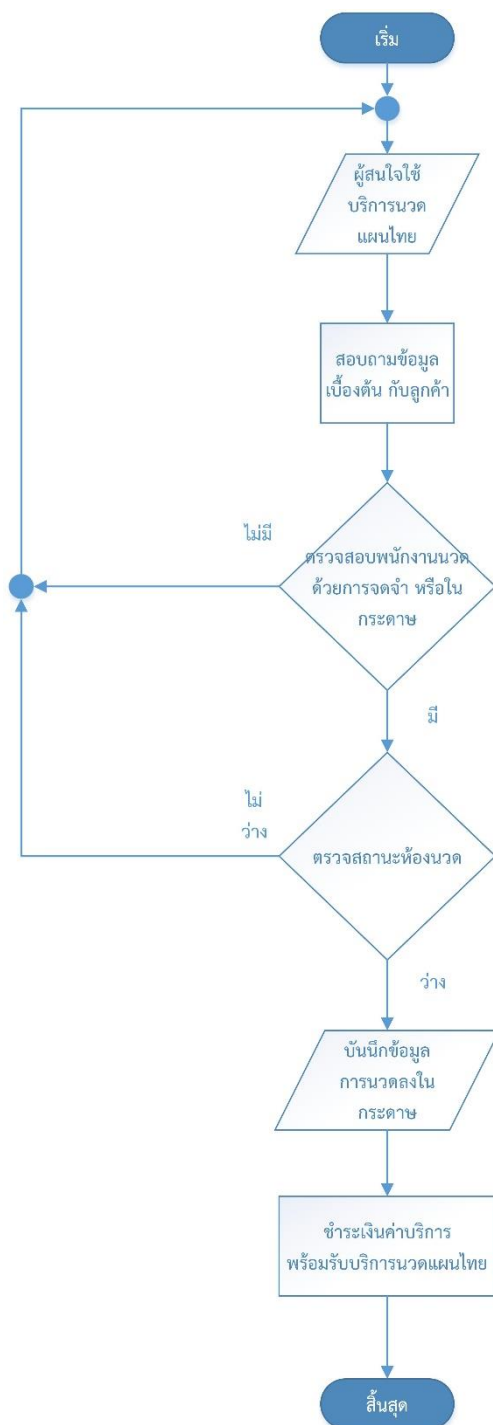 เริ่ม
ผู้สนใจใช้
บริการนวด
แผนไทย
สอบถามข้อมูล
เบื้องต้น กับลูกค้า
ไม่มี
ตรวจสอบพนักงานนวด
ด้วยการจดจำ หรือใน
กระดาษ
มี
ไม่
ว่าง
ตรวจสถานะห้องนวด
ว่าง
บันนึกข้อมูล
การนวดลงใน
กระดาษ
ชำระเงินค่าบริการ
พร้อมรับบริการนวดแผนไทย
สิ้นสุด